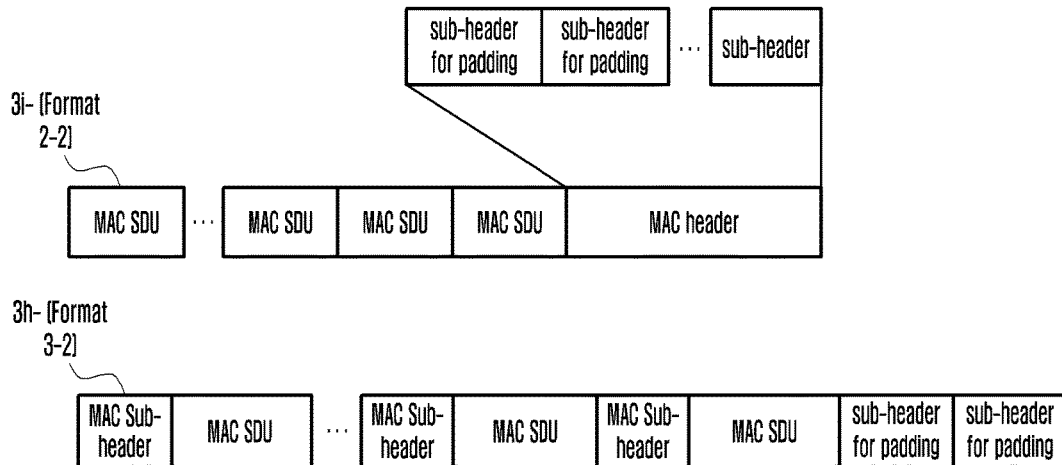 sub-header for padding
sub-header for padding
...
sub-header
3i- [Format 2-2]
MAC SDU
...
MAC SDU
MAC SDU
MAC SDU
MAC header
3h- [Format 3-2]
MAC Sub-header
MAC SDU
...
MAC Sub-header
MAC SDU
MAC Sub-header
MAC SDU
sub-header for padding
sub-header for padding